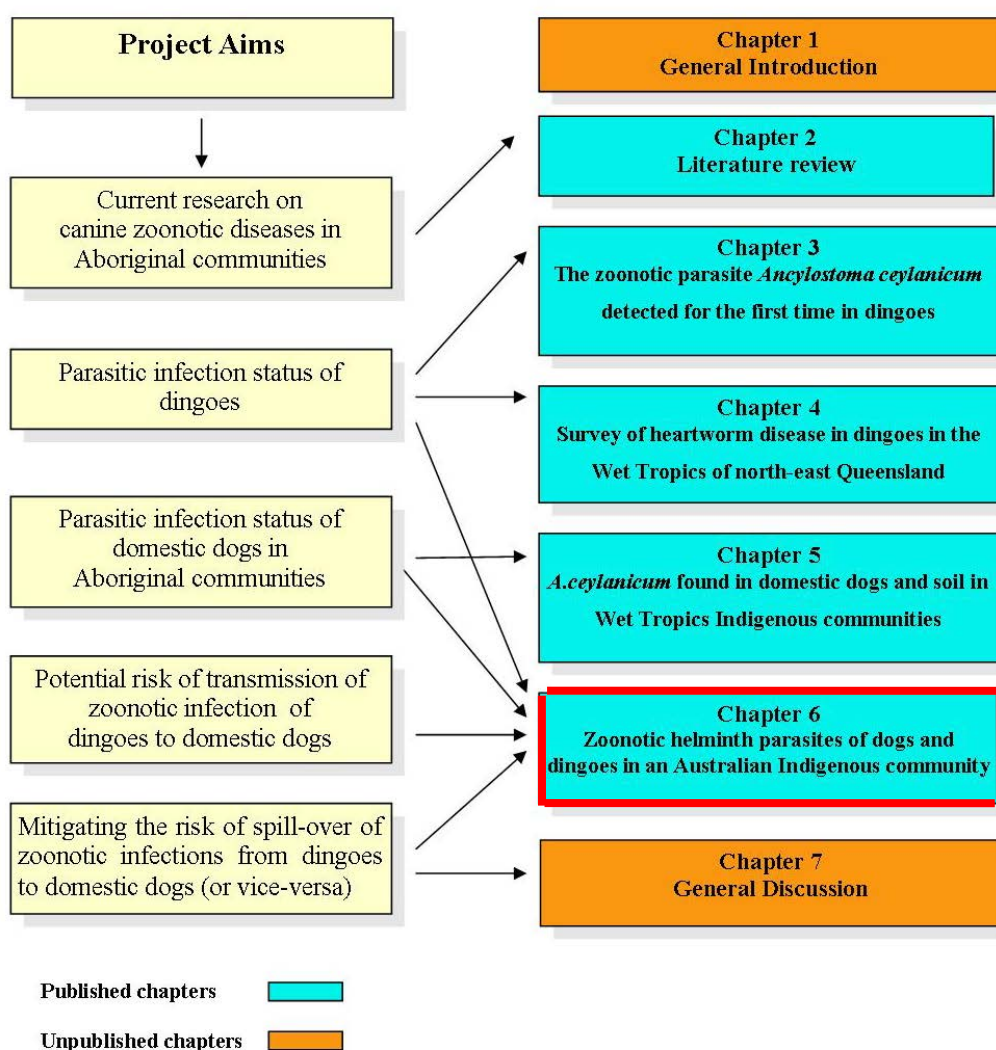 Project Aims
Current research on
canine zoonotic diseases in
Aboriginal communities
Parasitic infection status of
dingoes
Parasitic infection status of
domestic dogs in
Aboriginal communities
Potential risk of transmission of
zoonotic infection of
dingoes to domestic dogs
Mitigating the risk of spill-over of
zoonotic infections from dingoes
to domestic dogs (or vice-versa)
Chapter 1
General Introduction
Chapter 2
Literature review
Chapter 3
The zoonotic parasite Ancylostoma ceylanicum
detected for the first time in dingoes
Chapter 4
Survey of heartworm disease in dingoes in the
Wet Tropics of north-east Queensland
Chapter 5
A.ceylanicum found in domestic dogs and soil in
Wet Tropics Indigenous communities
Chapter 6
Zoonotic helminth parasites of dogs and
dingoes in an Australian Indigenous community
Chapter 7
General Discussion
Published chapters
Unpublished chapters